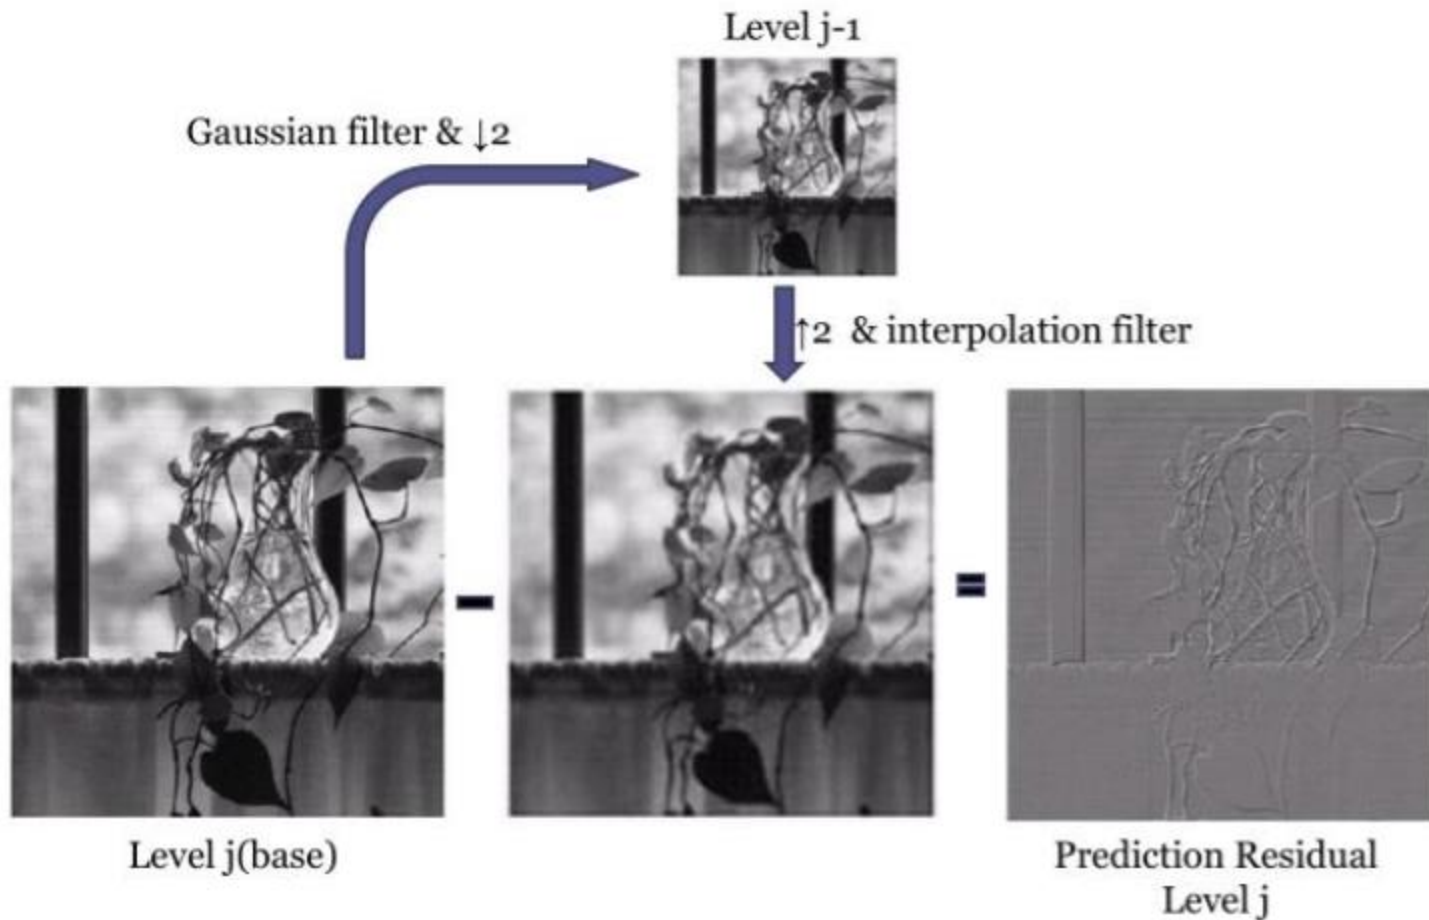 Level j-1
Gaussian filter & ↓2
↑2 & interpolation filter
Level j(base)
Prediction Residual
Level j